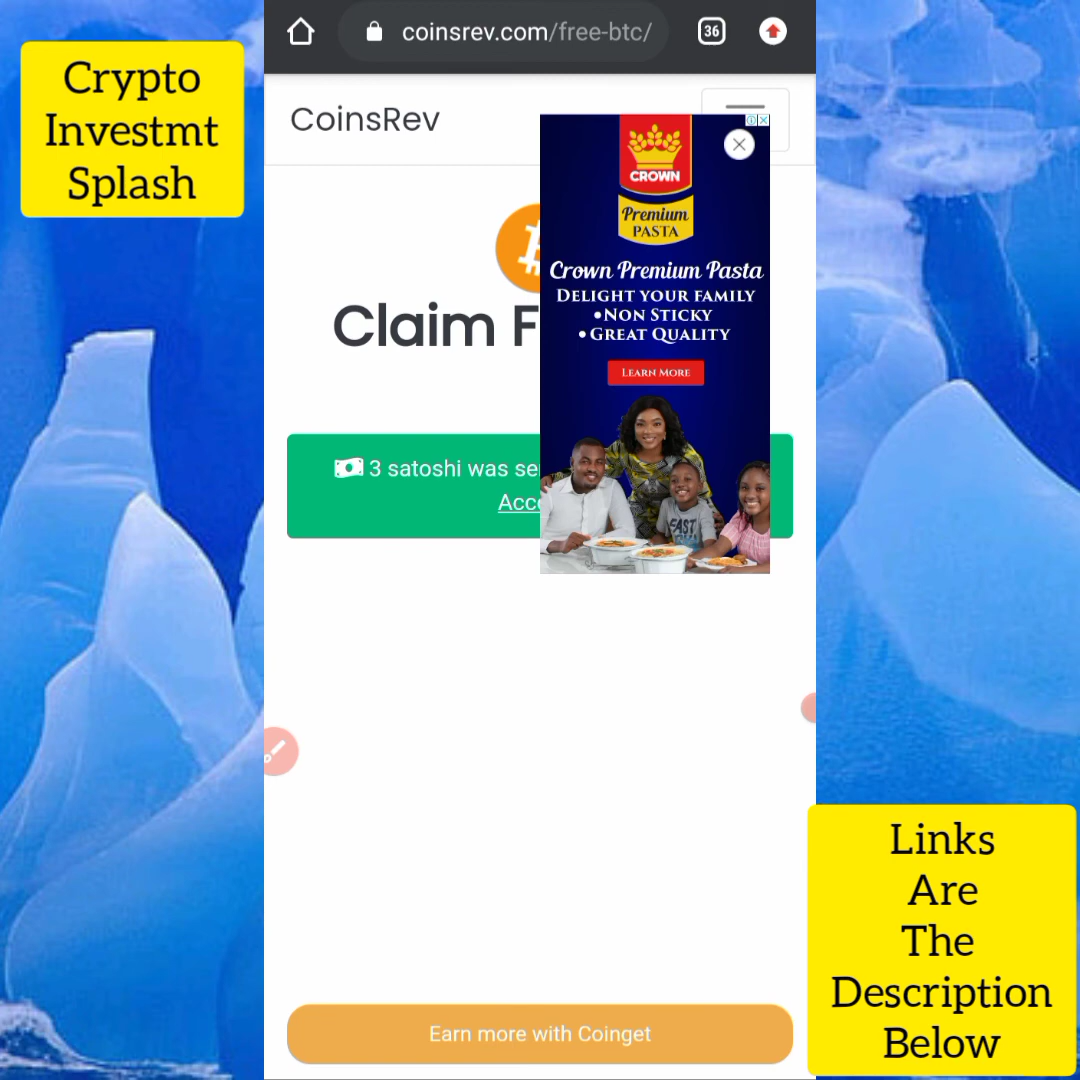 Crypto
Investmt
Splash
coinsrev.com/free-btc/
36
CoinsRev
CROWN
Premium
PASTA
Crown Premium Pasta
DELIGHT YOUR FAMILY
•NON STICKY
•GREAT QUALITY
LEARN MORE
Claim F
3 satoshi was se
Acc
Earn more with Coinget
Links
Are
The
Description
Below